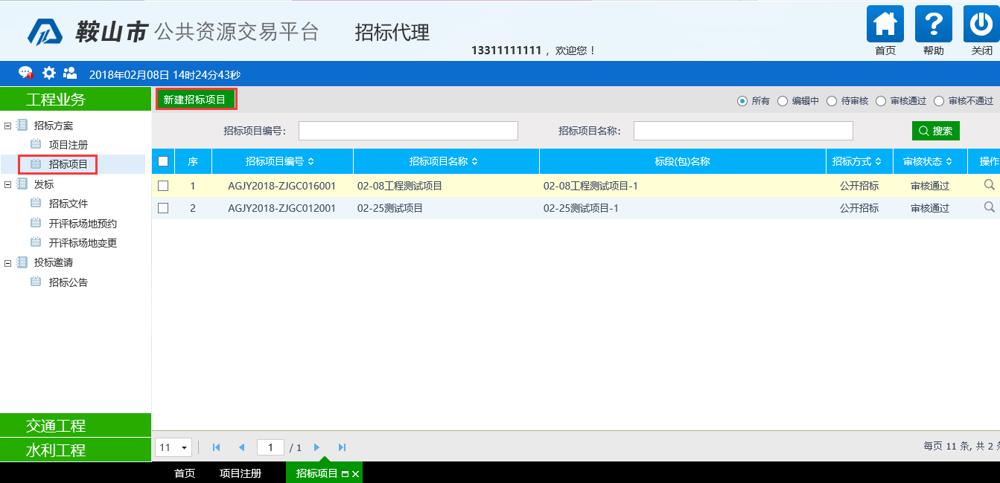 鞍山市公共资源交易平台 招标代理
13311111111，欢迎您！
首页 帮助 关闭
2018年02月08日 14时24分43秒
工程业务
招标方案
项目注册
招标项目
发标
招标文件
开评标场地预约
开评标场地变更
投标邀请
招标公告
交通工程
水利工程
新建招标项目 所有 编辑中 待审核 审核通过 审核不通过
招标项目编号： 招标项目名称： 搜索
序 招标项目编号 招标项目名称 标段(包)名称 招标方式 审核状态 操作
1 AGJY2018-ZJGC016001 02-08工程测试项目 02-08工程测试项目-1 公开招标 审核通过
2 AGJY2018-ZJGC012001 02-25测试项目 02-25测试项目-1 公开招标 审核通过
11 1 / 1 每页 11 条, 共 2
首页 项目注册 招标项目